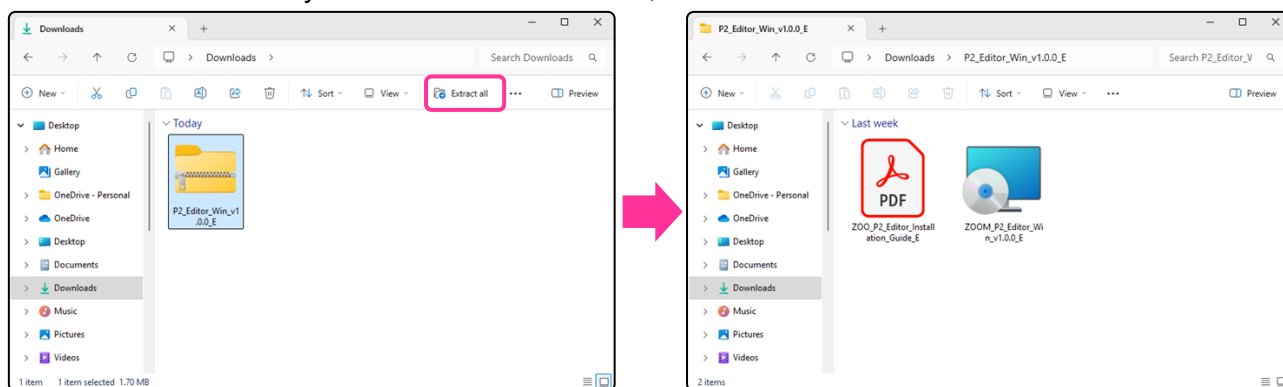 Downloads
Downloads
Search Downloads
New
Sort
View
Extract all
Preview
Desktop
Home
Gallery
OneDrive - Personal
OneDrive
Desktop
Documents
Downloads
Music
Pictures
Videos
Today
P2_Editor_Win_v1
.0.0_E
1 item
1 item selected 1.70 MB
P2_Editor_Win_v1.0.0_E
Downloads
P2_Editor_Win_v1.0.0_E
Search P2_Editor_V
New
Sort
View
Preview
Desktop
Home
Gallery
OneDrive - Personal
OneDrive
Desktop
Documents
Downloads
Music
Pictures
Videos
Last week
PDF
ZOO_P2_Editor_Install
ation_Guide_E
ZOOM_P2_Editor_Wi
n_v1.0.0_E
2 items